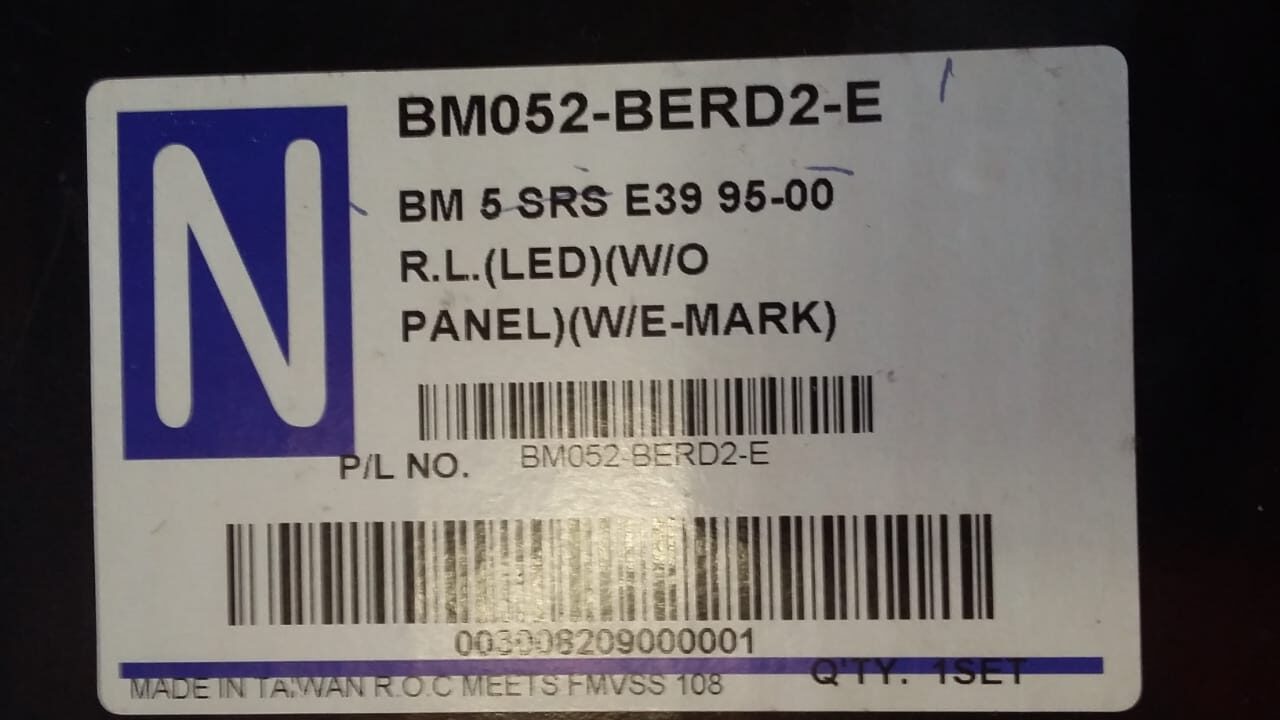 N
BM052-BERD2-E
BM 5 SRS E39 95-00
R.L.(LED)(W/O
PANEL)(W/E-MARK)
P/L NO. BM052-BERD2-E
003008209000001
Q'TY. 1SET
MADE IN TAIWAN R.O.C MEETS FMVSS 108